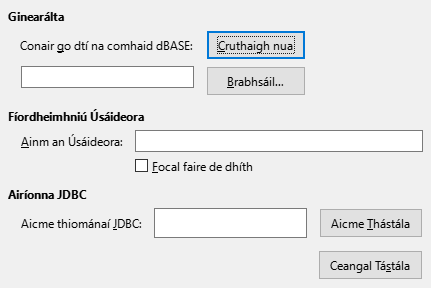 Ginearálta
Conair go dtí na comhaid dBASE: Cruthaigh nua
Brabhsáil...
Fíordheimhniú Úsáideora
Ainm an Úsáideora:
Focal faire de dhíth
Airíonna JDBC
Aicme thiománaí JDBC: Aicme Thástála
Ceangal Tástála